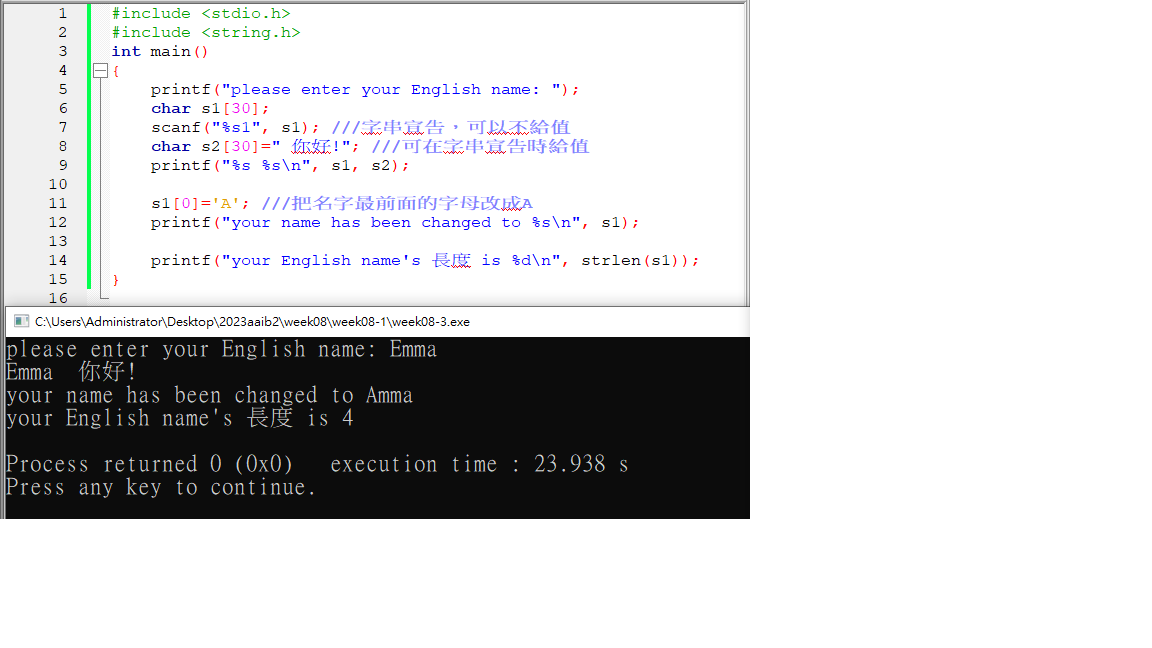 1 #include <stdio.h>
2 #include <string.h>
3 int main()
4 {
5 printf("please enter your English name: ");
6 char s1[30];
7 scanf("%s1", s1); ///字串宣告，可以不給值
8 char s2[30]=" 你好!"; ///可在字串宣告時給值
9 printf("%s %s\n", s1, s2);
10
11 s1[0]='A'; ///把名字最前面的字母改成A
12 printf("your name has been changed to %s\n", s1);
13
14 printf("your English name's 長度 is %d\n", strlen(s1));
15 }
16
C:\Users\Administrator\Desktop\2023aaib2\week08\week08-1\week08-3.exe
please enter your English name: Emma
Emma  你好!
your name has been changed to Amma
your English name's 長度 is 4
Process returned 0 (0x0)   execution time : 23.938 s
Press any key to continue.